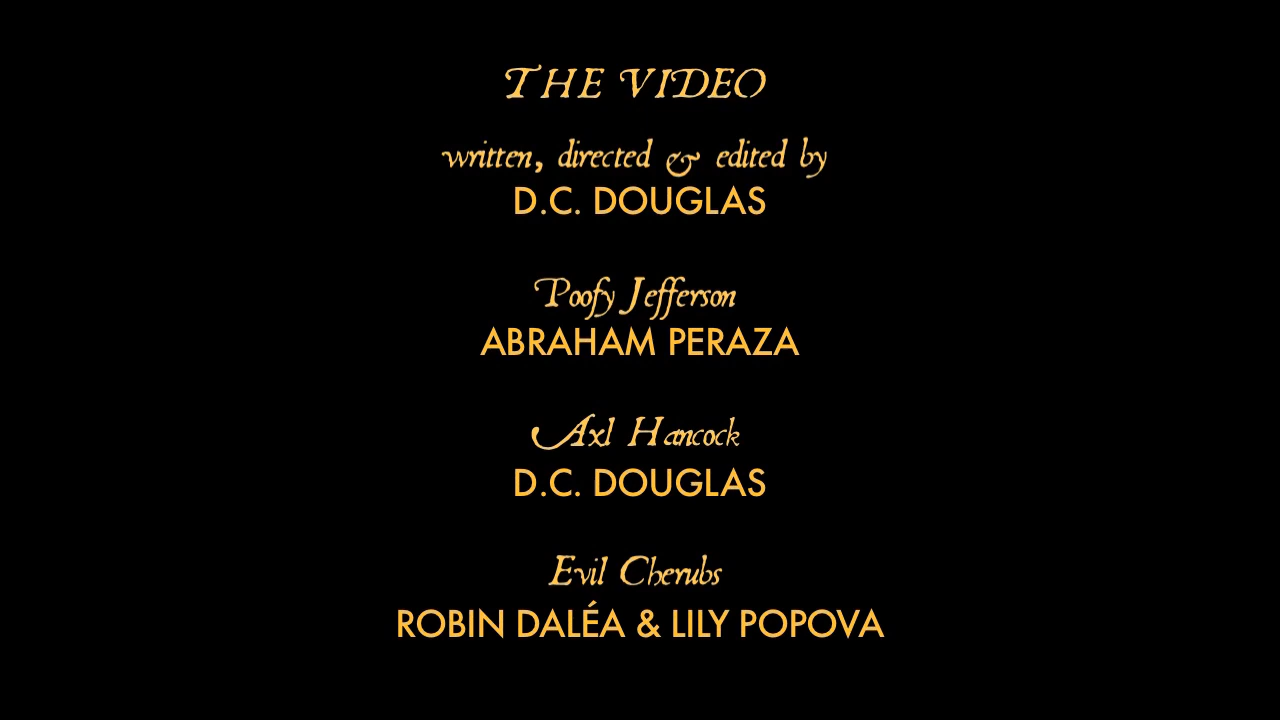 THE VIDEO
written, directed & edited by
D.C. DOUGLAS
Poofy Jefferson
ABRAHAM PERAZA
Axl Hancock
D.C. DOUGLAS
Evil Cherubs
ROBIN DALÉA & LILY POPOVA